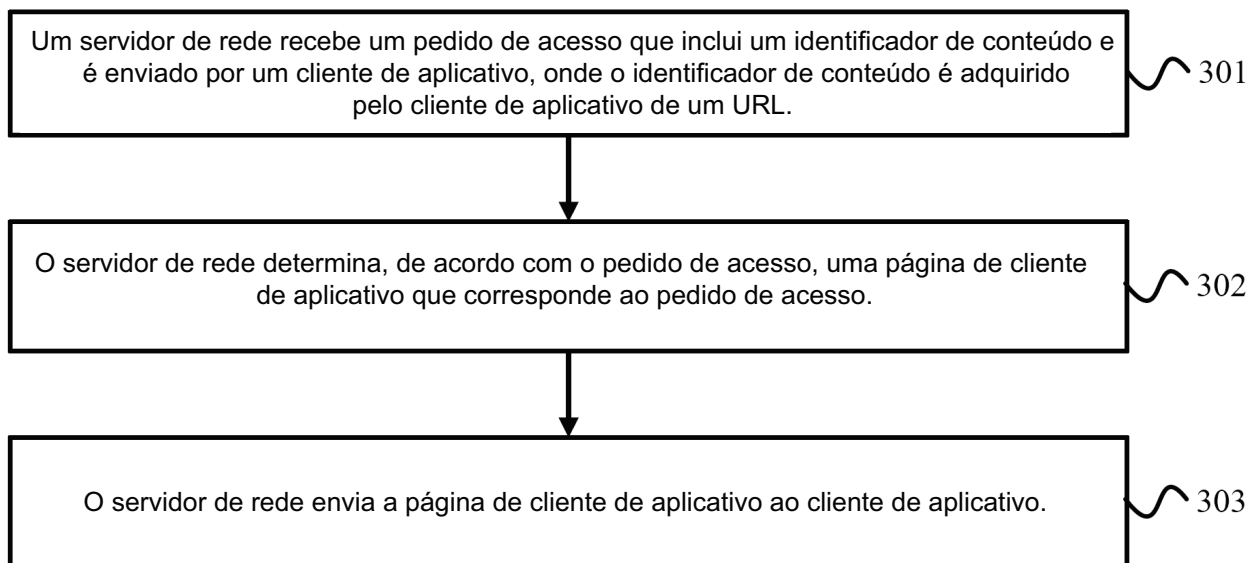 Um servidor de rede recebe um pedido de acesso que inclui um identificador de conteúdo e
é enviado por um cliente de aplicativo, onde o identificador de conteúdo é adquirido
pelo cliente de aplicativo de um URL.
301
O servidor de rede determina, de acordo com o pedido de acesso, uma página de cliente
de aplicativo que corresponde ao pedido de acesso.
302
O servidor de rede envia a página de cliente de aplicativo ao cliente de aplicativo.
303